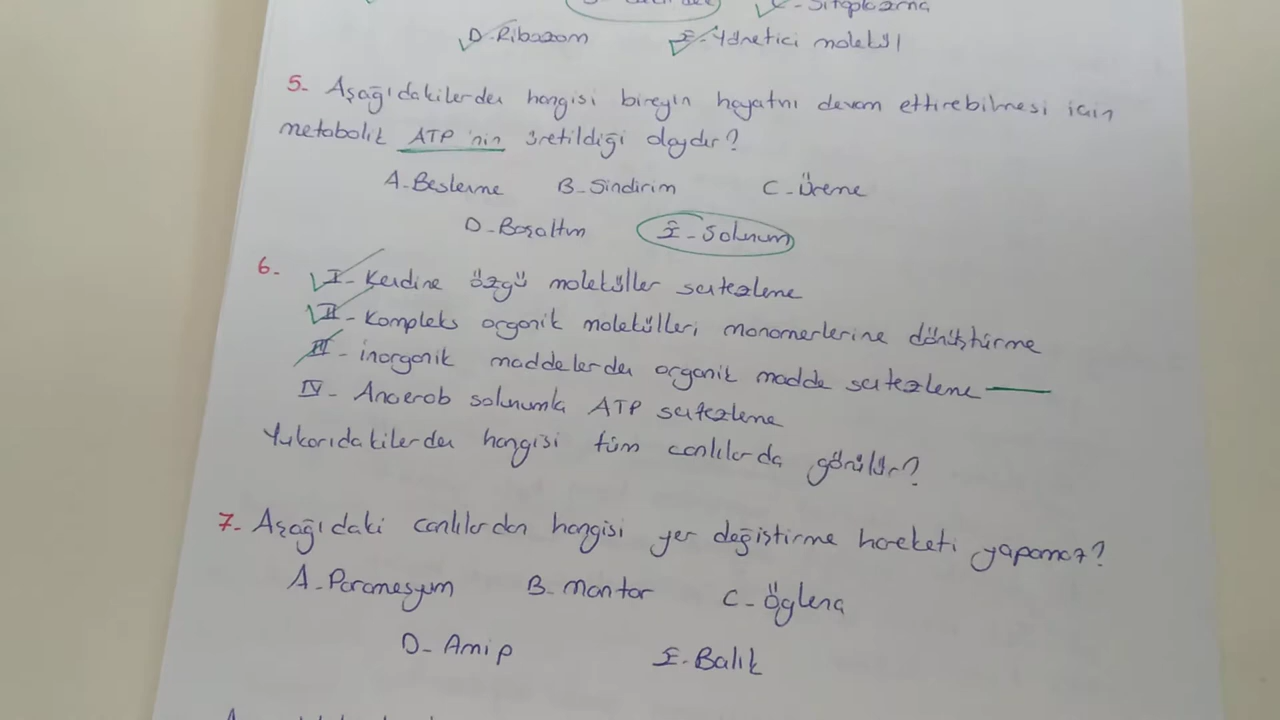 C-Sitoplazma
D-Ribozom E-Yönetici molekül
5- Aşağıdakilerden hangisi bireyin hayatnı devam ettirebilmesi için
metabolik ATP'nin üretildiği olaydır?
A-Beslenme B-Sindirim C-Üreme
D-Boşaltım E-Solunum
6-
I- Kendine özgü moleküller sentezleme
II- Kompleks organik molekülleri monomerlerine dönüştürme
III- inorganik maddelerden organik madde sentezleme
IV- Anaerob solunumla ATP sentezleme
Yukarıdakilerden hangisi tüm canlılarda görülür?
7- Aşağıdaki canlılardan hangisi yer değiştirme hareketi yapamaz?
A-Paramesyum B-Mantar C-Öglena
D-Amip E-Balık